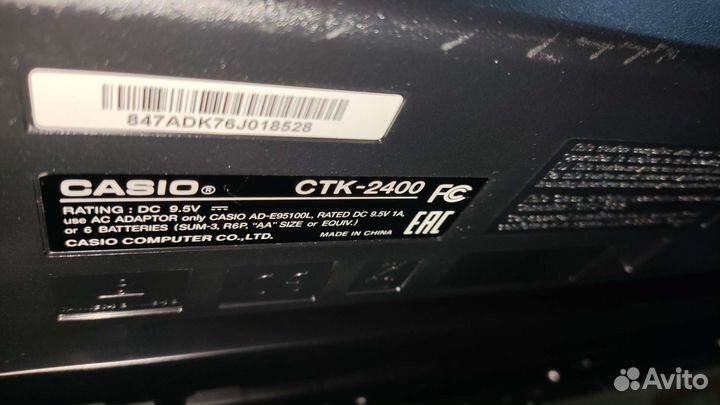 847ADK76J018528
CASIO® CTK-2400 FC
RATING : DC 9.5V ⎓
use AC ADAPTOR only CASIO AD-E95100L, RATED DC 9.5V 1A,
or 6 BATTERIES (SUM-3, R6P, "AA" SIZE or EQUIV.)
CASIO COMPUTER CO.,LTD. MADE IN CHINA
EAC
Avito